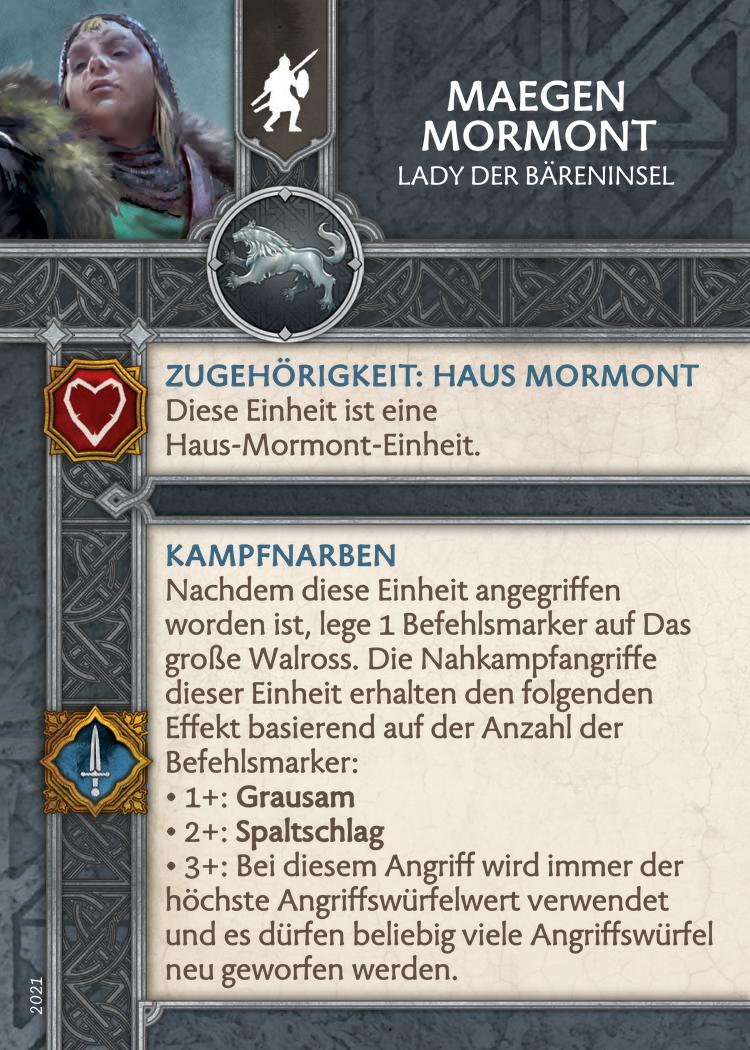 MAEGEN
MORMONT
LADY DER BÄRENINSEL
ZUGEHÖRIGKEIT: HAUS MORMONT
Diese Einheit ist eine
Haus-Mormont-Einheit.
KAMPFNARBEN
Nachdem diese Einheit angegriffen
worden ist, lege 1 Befehlsmarker auf Das
große Walross. Die Nahkampfangriffe
dieser Einheit erhalten den folgenden
Effekt basierend auf der Anzahl der
Befehlsmarker:
• 1+: Grausam
• 2+: Spaltschlag
• 3+: Bei diesem Angriff wird immer der
höchste Angriffswürfelwert verwendet
und es dürfen beliebig viele Angriffswürfel
neu geworfen werden.
2021